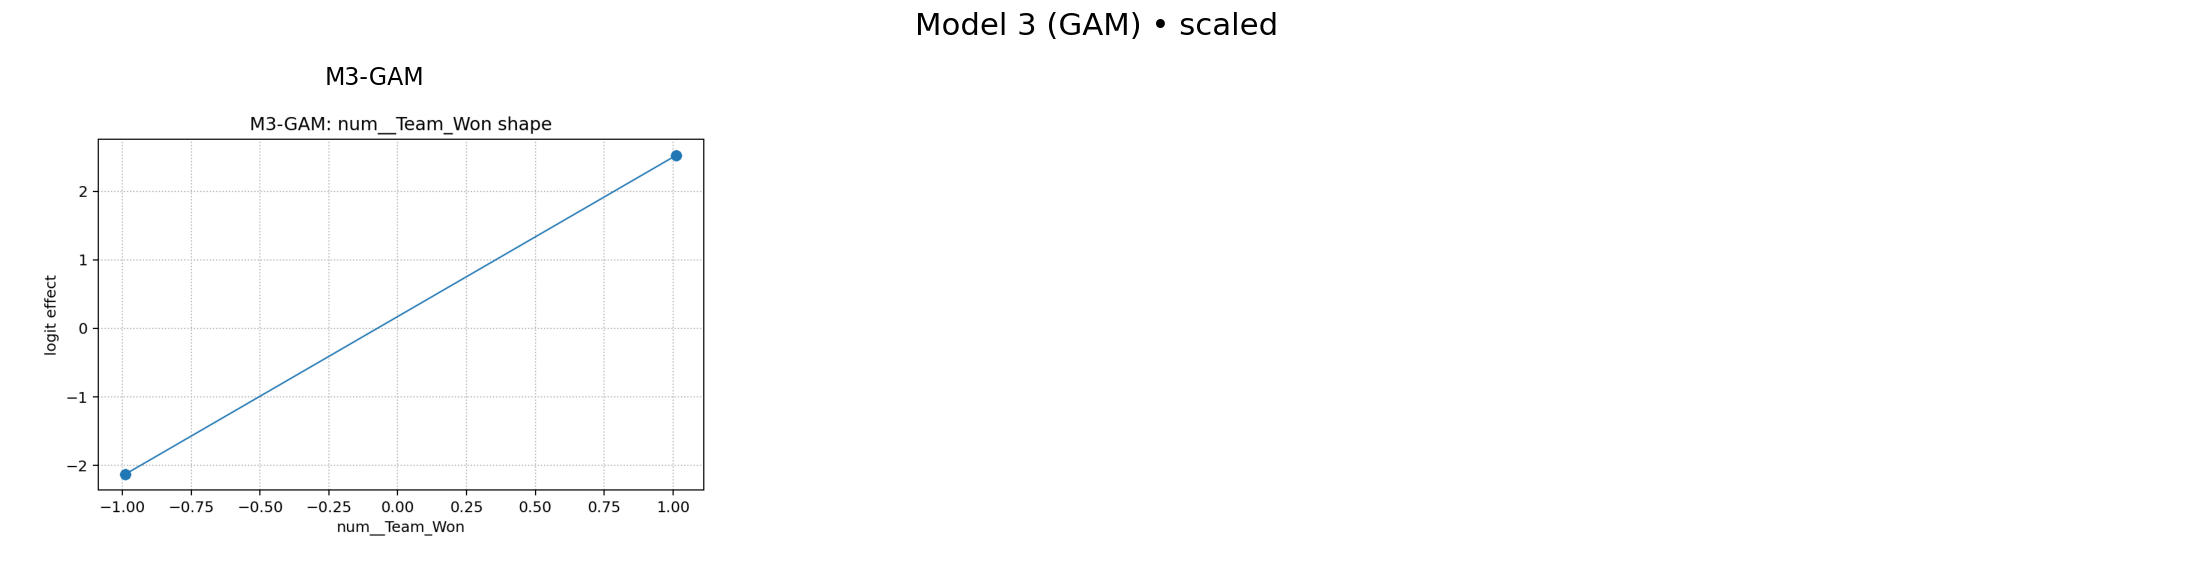 Model 3 (GAM) • scaled
M3-GAM
M3-GAM: num__Team_Won shape
logit effect
2
1
0
−1
−2
−1.00 −0.75 −0.50 −0.25 0.00 0.25 0.50 0.75 1.00
num__Team_Won